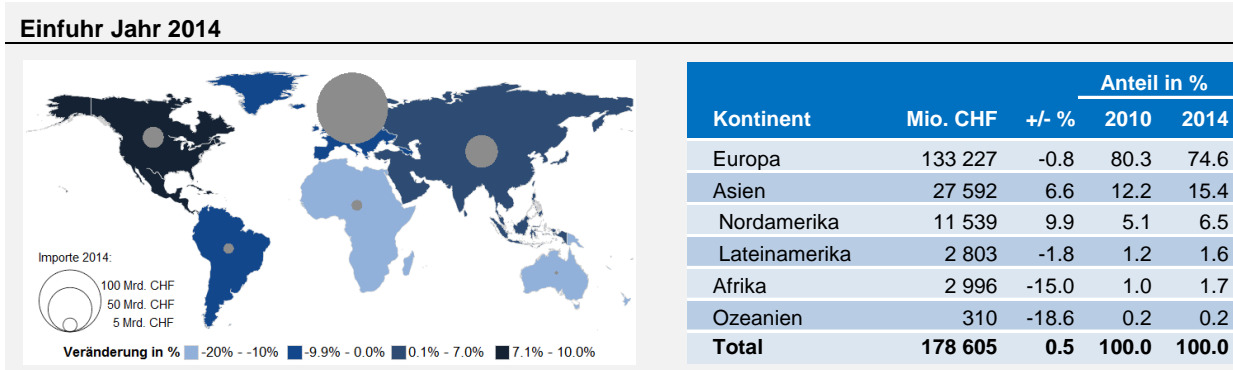 Einfuhr Jahr 2014
Importe 2014:
100 Mrd. CHF
50 Mrd. CHF
5 Mrd. CHF
Veränderung in % -20% - -10% -9.9% - 0.0% 0.1% - 7.0% 7.1% - 10.0%
Anteil in %
Kontinent Mio. CHF +/- % 2010 2014
Europa 133 227 -0.8 80.3 74.6
Asien 27 592 6.6 12.2 15.4
Nordamerika 11 539 9.9 5.1 6.5
Lateinamerika 2 803 -1.8 1.2 1.6
Afrika 2 996 -15.0 1.0 1.7
Ozeanien 310 -18.6 0.2 0.2
Total 178 605 0.5 100.0 100.0